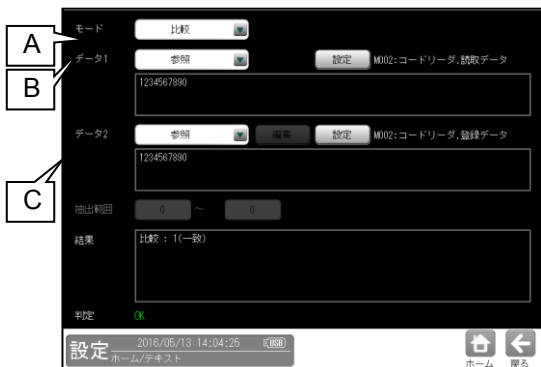 A
B
C
モード
比較
データ1
参照
設定
M002:コードリーダ,読取データ
1234567890
データ2
参照
編集
設定
M002:コードリーダ,登録データ
1234567890
抽出範囲
0 ～ 0
結果
比較 : 1(一致)
判定
OK
設定
2016/05/13 14:04:25
USB
ホーム/テキスト
ホーム
戻る